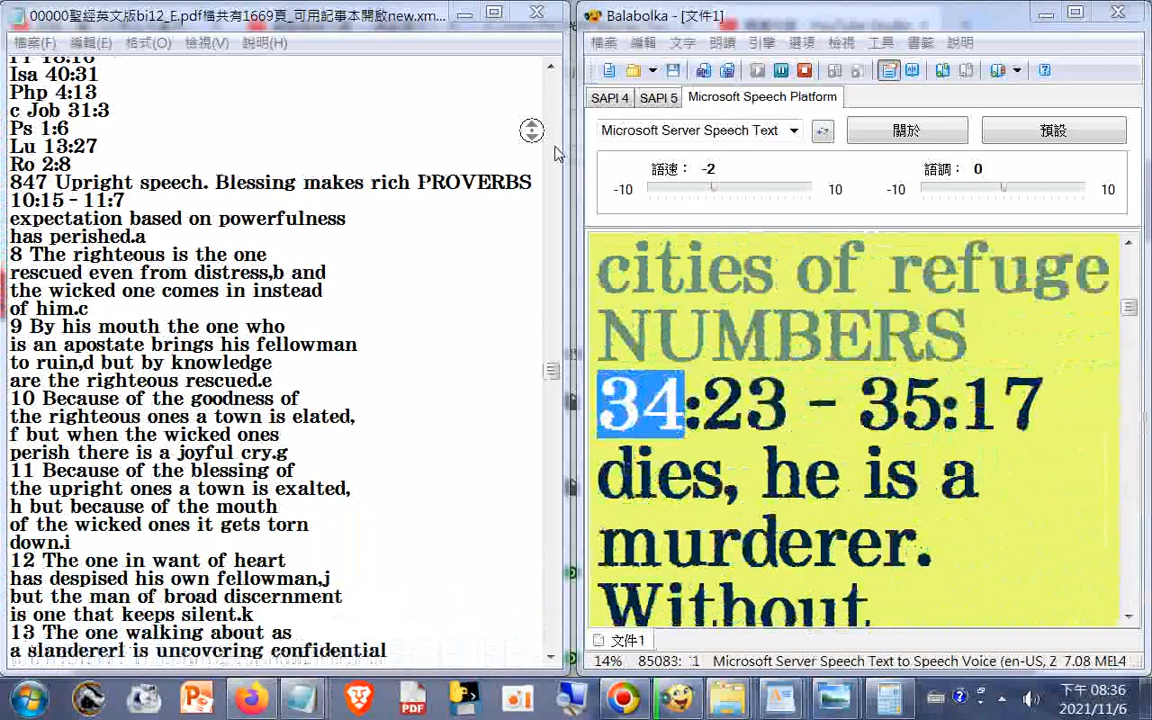 00000聖經英文版bi12_E.pdf檔共有1669頁_可用記事本開啟new.xm...
檔案(F) 編輯(E) 格式(O) 檢視(V) 說明(H)
Isa 40:31
Php 4:13
c Job 31:3
Ps 1:6
Lu 13:27
Ro 2:8
847 Upright speech. Blessing makes rich PROVERBS
10:15 – 11:7
expectation based on powerfulness
has perished.a
8 The righteous is the one
rescued even from distress,b and
the wicked one comes in instead
of him.c
9 By his mouth the one who
is an apostate brings his fellowman
to ruin,d but by knowledge
are the righteous rescued.e
10 Because of the goodness of
the righteous ones a town is elated,
f but when the wicked ones
perish there is a joyful cry.g
11 Because of the blessing of
the upright ones a town is exalted,
h but because of the mouth
of the wicked ones it gets torn
down.i
12 The one in want of heart
has despised his own fellowman,j
but the man of broad discernment
is one that keeps silent.k
13 The one walking about as
a slandererl is uncovering confidential
Balabolka - [文件1]
檔案 編輯 文字 朗讀 引擎 選項 檢視 工具 書籤 說明
SAPI 4 SAPI 5 Microsoft Speech Platform
Microsoft Server Speech Text 關於 預設
語速: -2 語調: 0
-10 10 -10 10
cities of refuge
NUMBERS
34:23 – 35:17
dies, he is a
murderer.
Without
文件1
14% 85083: Microsoft Server Speech Text to Speech Voice (en-US, Z 7.08 ME
下午 08:36
2021/11/6